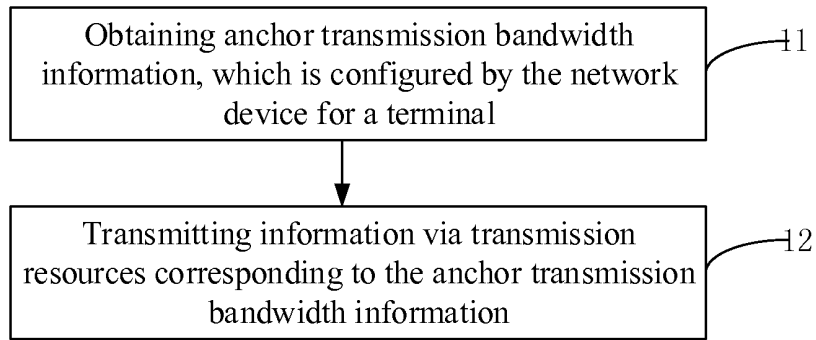 Obtaining anchor transmission bandwidth
information, which is configured by the network
device for a terminal
11
Transmitting information via transmission
resources corresponding to the anchor transmission
bandwidth information
12